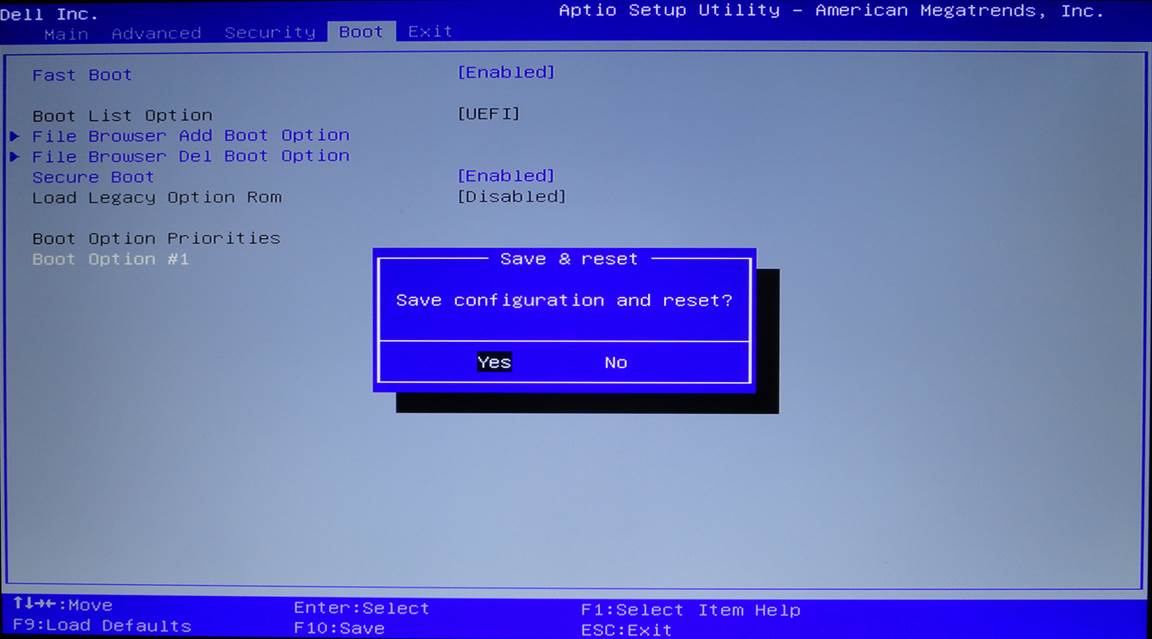 Dell Inc.
Aptio Setup Utility – American Megatrends, Inc.
Main Advanced Security Boot Exit
Fast Boot [Enabled]
Boot List Option [UEFI]
▶ File Browser Add Boot Option
▶ File Browser Del Boot Option
Secure Boot [Enabled]
Load Legacy Option Rom [Disabled]
Boot Option Priorities
Boot Option #1
Save & reset
Save configuration and reset?
Yes No
↑↓→←:Move Enter:Select F1:Select Item Help
F9:Load Defaults F10:Save ESC:Exit